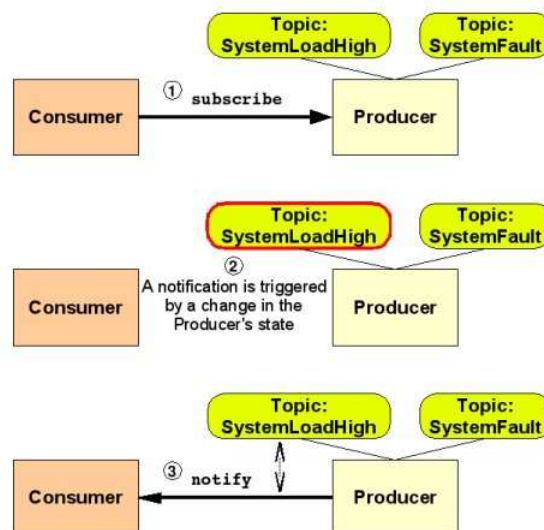 Topic:
SystemLoadHigh
Topic:
SystemFault
Consumer
① subscribe
Producer
Topic:
SystemLoadHigh
Topic:
SystemFault
Consumer
②
A notification is triggered
by a change in the
Producer's state
Producer
Topic:
SystemLoadHigh
Topic:
SystemFault
Consumer
③ notify
Producer